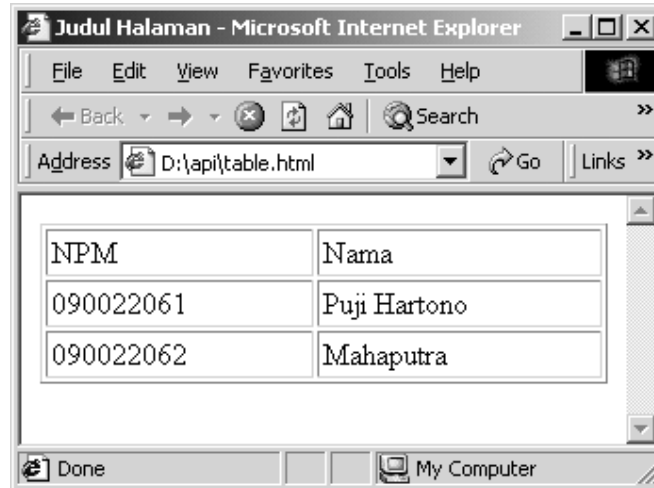 Judul Halaman - Microsoft Internet Explorer
File Edit View Favorites Tools Help
Back Search »
Address D:\api\table.html Go Links »
NPM Nama
090022061 Puji Hartono
090022062 Mahaputra
Done My Computer